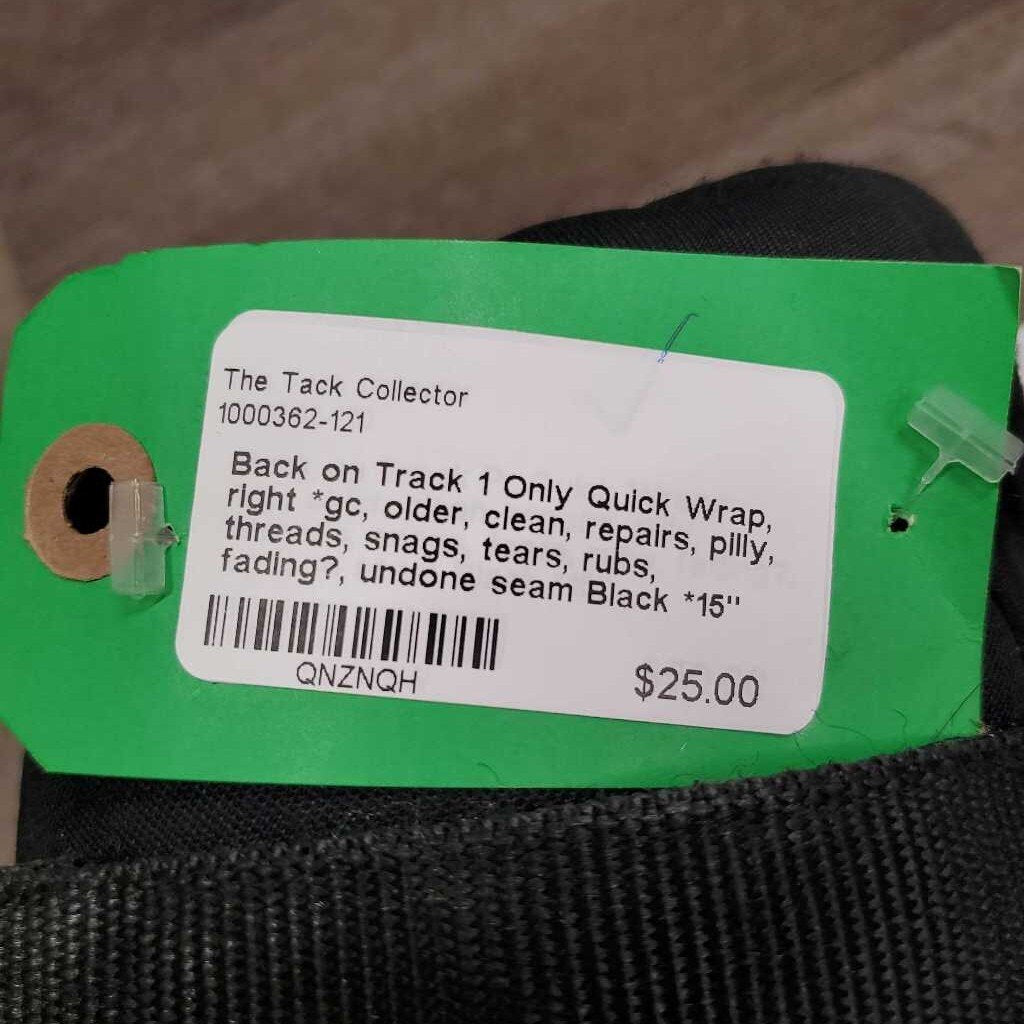 The Tack Collector
1000362-121
Back on Track 1 Only Quick Wrap,
right *gc, older, clean, repairs, pilly,
threads, snags, tears, rubs,
fading?, undone seam Black *15"
QNZNQH
$25.00